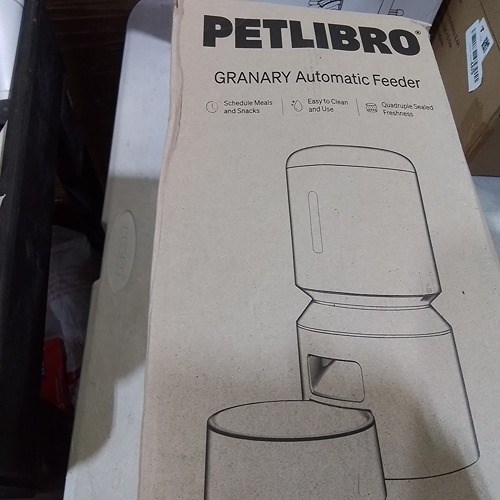 PETLIBRO®
GRANARY Automatic Feeder
Schedule Meals
and Snacks
Easy to Clean
and Use
Quadruple Sealed
Freshness